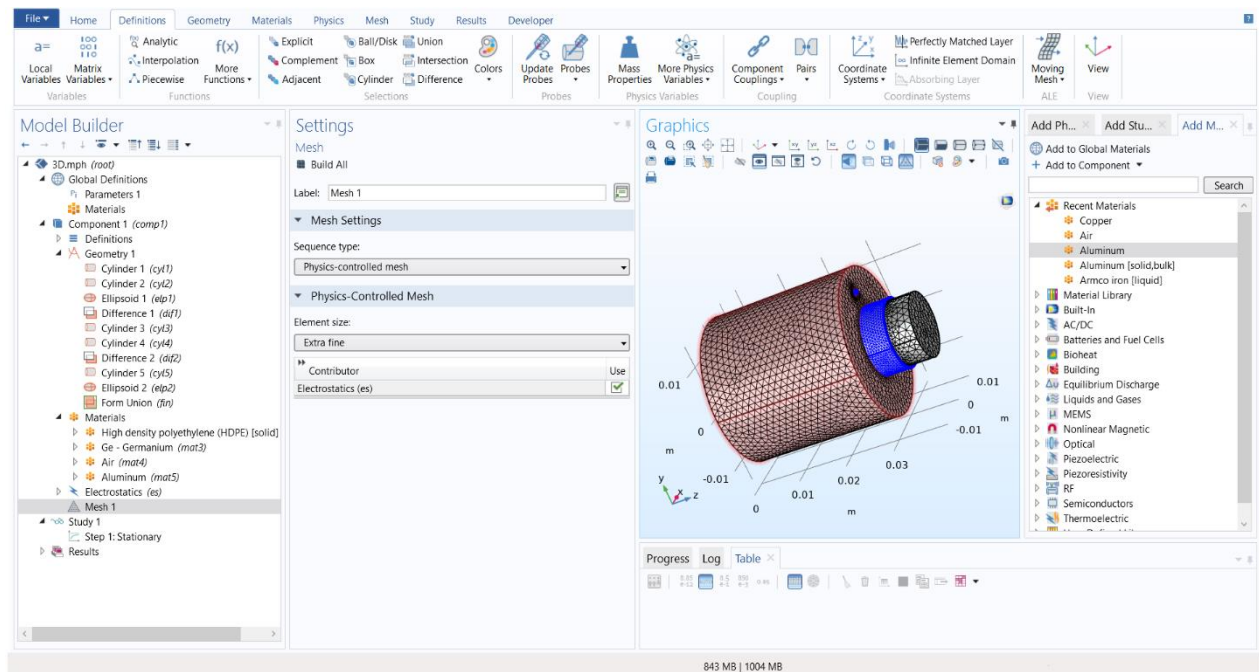 File ▾ Home Definitions Geometry Materials Physics Mesh Study Results Developer
a= Local Variables
Matrix Variables ▾
Variables
Analytic
Interpolation
Piecewise
f(x) More Functions ▾
Functions
Explicit
Complement
Adjacent
Ball/Disk
Box
Cylinder
Union
Intersection
Difference
Colors
Selections
Update Probes
Probes
Probes
Mass Properties
More Physics Variables ▾
Physics Variables
Component Couplings ▾
Pairs
Coupling
Coordinate Systems ▾
Perfectly Matched Layer
Infinite Element Domain
Absorbing Layer
Coordinate Systems
Moving Mesh ▾
ALE
View
View
Model Builder
3D.mph (root)
Global Definitions
Parameters 1
Materials
Component 1 (comp1)
Definitions
Geometry 1
Cylinder 1 (cyl1)
Cylinder 2 (cyl2)
Ellipsoid 1 (elp1)
Difference 1 (dif1)
Cylinder 3 (cyl3)
Cylinder 4 (cyl4)
Difference 2 (dif2)
Cylinder 5 (cyl5)
Ellipsoid 2 (elp2)
Form Union (fin)
Materials
High density polyethylene (HDPE) [solid]
Ge - Germanium (mat3)
Air (mat4)
Aluminum (mat5)
Electrostatics (es)
Mesh 1
Study 1
Step 1: Stationary
Results
Settings
Mesh
Build All
Label: Mesh 1
Mesh Settings
Sequence type:
Physics-controlled mesh
Physics-Controlled Mesh
Element size:
Extra fine
Contributor Use
Electrostatics (es)
Graphics
0.01
0
m
-0.01
0.01
0
-0.01
m
0.03
0.02
0.01
0
m
y x z
Progress Log Table
Add Ph... Add Stu... Add M...
Add to Global Materials
+ Add to Component ▾
Search
Recent Materials
Copper
Air
Aluminum
Aluminum [solid,bulk]
Armco iron [liquid]
Material Library
Built-In
AC/DC
Batteries and Fuel Cells
Bioheat
Building
Equilibrium Discharge
Liquids and Gases
MEMS
Nonlinear Magnetic
Optical
Piezoelectric
Piezoresistivity
RF
Semiconductors
Thermoelectric
843 MB | 1004 MB